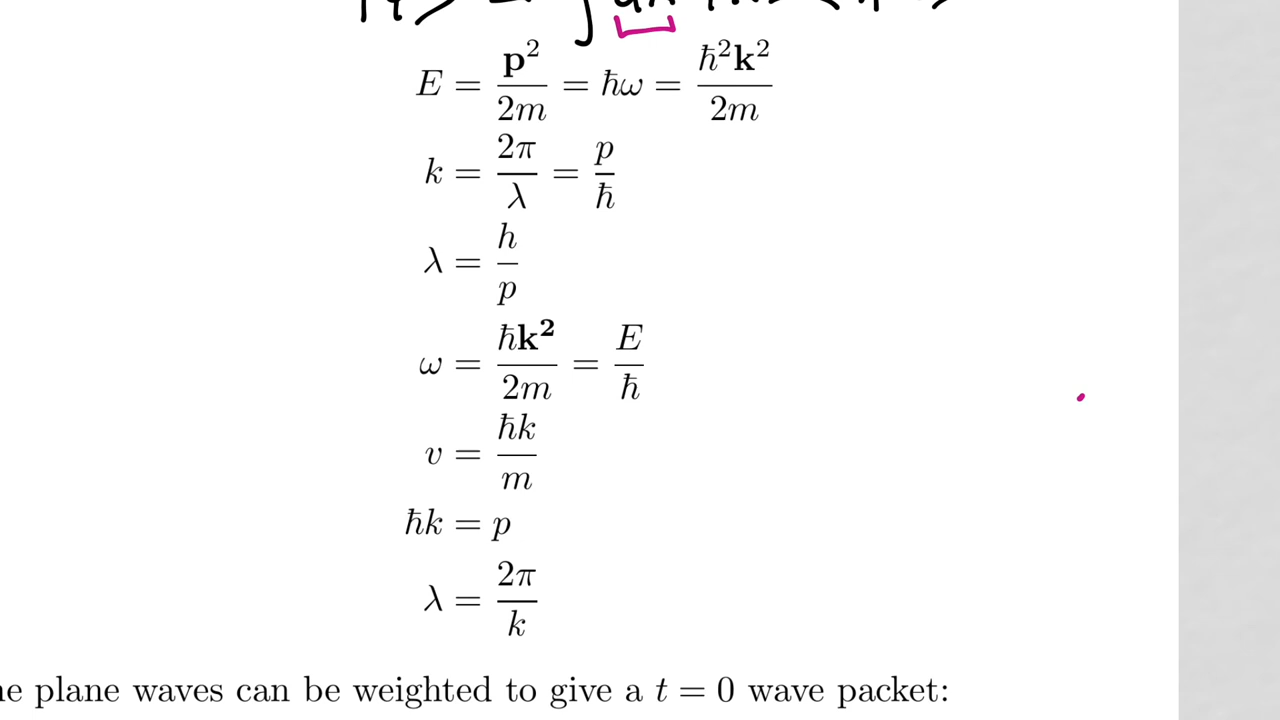 E = p²/2m = ħω = ħ²k²/2m
k = 2π/λ = p/ħ
λ = h/p
ω = ħk²/2m = E/ħ
v = ħk/m
ħk = p
λ = 2π/k
plane waves can be weighted to give a t = 0 wave packet: